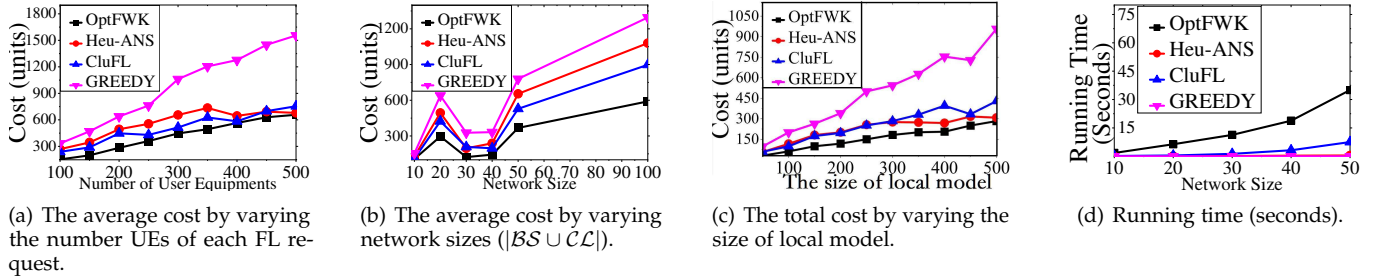 1800
1500
1200
900
600
300
Cost (units)
OptFWK
Heu-ANS
CluFL
GREEDY
100
200
300
400
500
Number of User Equipments
1200
900
600
300
Cost (units)
OptFWK
Heu-ANS
CluFL
GREEDY
10 20 30 40 50 60 70 80 90 100
Network Size
1050
900
750
600
450
300
150
Cost (units)
OptFWK
Heu-ANS
CluFL
GREEDY
100
200
300
400
500
The size of local model
75
60
45
30
15
Running Time
(Seconds)
OptFWK
Heu-ANS
CluFL
GREEDY
10
20
30
40
50
Network Size
(a) The average cost by varying
the number UEs of each FL re-
quest.
(b) The average cost by varying
network sizes (|BS ∪ CL|).
(c) The total cost by varying the
size of local model.
(d) Running time (seconds).